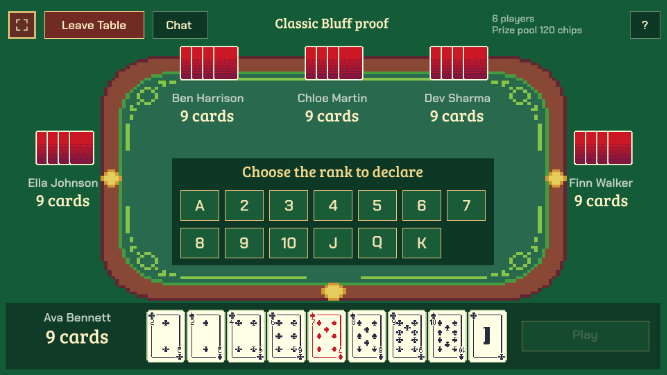 Leave Table
Chat
Classic Bluff proof
6 players
Prize pool 120 chips
?
Ben Harrison
9 cards
Chloe Martin
9 cards
Dev Sharma
9 cards
Ella Johnson
9 cards
Finn Walker
9 cards
Choose the rank to declare
A 2 3 4 5 6 7
8 9 10 J Q K
Ava Bennett
9 cards
J
Play